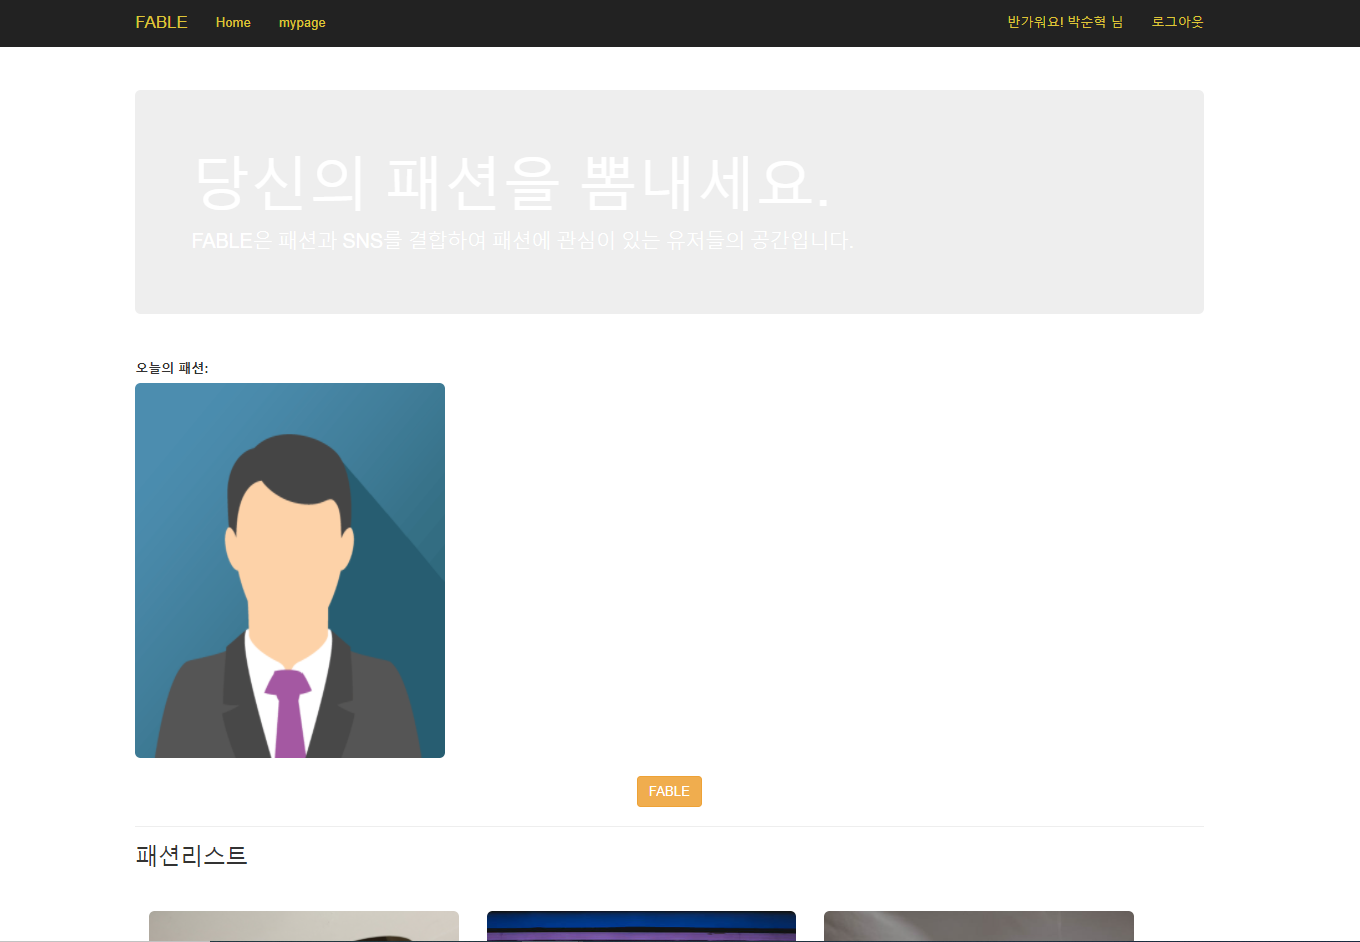 FABLE Home mypage 반가워요! 박순혁 님 로그아웃
당신의 패션을 뽐내세요.
FABLE은 패션과 SNS를 결합하여 패션에 관심이 있는 유저들의 공간입니다.
오늘의 패션:
FABLE
패션리스트